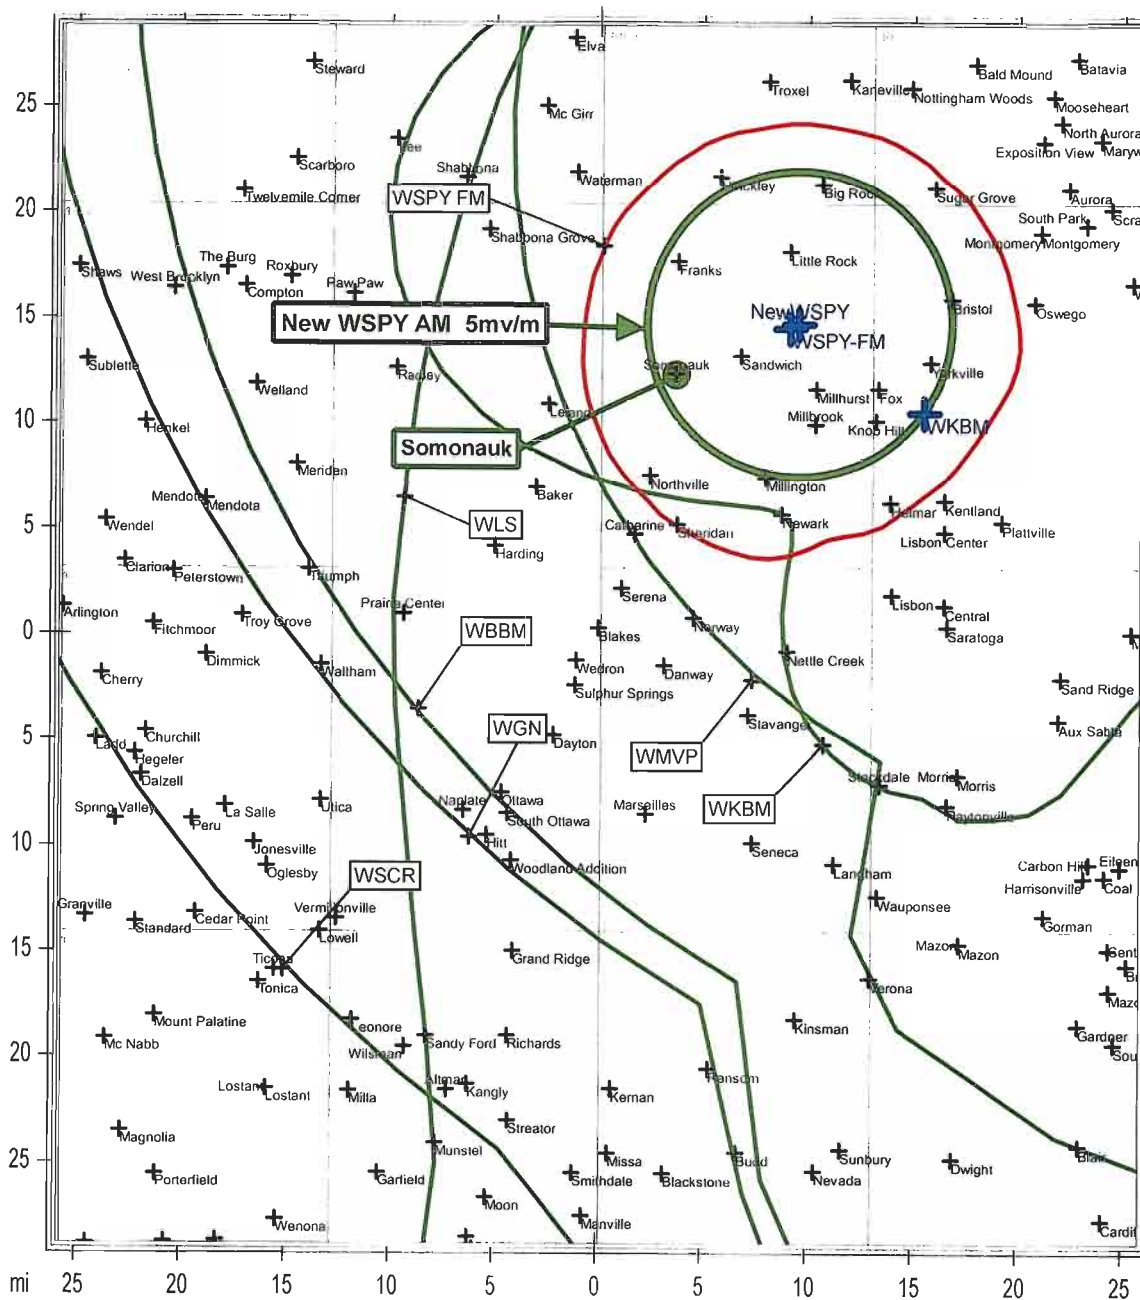 Elva
Steward
Bald Mound
Batavia
Troxel
Kaneville
Nottingham Woods
Mooseheart
25
Mc Girr
North Aurora
Exposition View
Lee
Scarboro
Shabbona
Waterman
Big Rock
Sugar Grove
Aurora
Twelvemile Corner
WSPY FM
20
South Park
Shabbona Grove
Montgomery
Montgomery
The Burg
Roxbury
Franks
Little Rock
Shaws
West Brooklyn
Compton
Paw Paw
15
New WSPY AM 5mv/m
New WSPY
Bristol
Oswego
WSPY-FM
Sublette
Somonauk
Sandwich
Yorkville
Welland
Millhurst
Fox
10
Henkel
Leland
Millbrook
Knob Hill
WKBM
Somonauk
Meriden
Northville
Millington
Mendota
Mendota
Baker
Helmar
Kentland
5
Wendel
WLS
Catherine
Sheridan
Newark
Plattville
Harding
Lisbon Center
Clarion
Peterstown
Triumph
Serena
Arlington
Prairie Center
Lisbon
Central
0
Fitchmoor
Troy Grove
WBBM
Blakes
Norway
Saratoga
Dimmick
Waltham
Wedron
Danway
Nettle Creek
Cherry
Sulphur Springs
Sand Ridge
5
Ladd
Churchill
WGN
Dayton
Stavanger
Aux Sable
Hegeler
WMVP
Dalzell
Stockdale
Morris
Morris
Spring Valley
Peru
La Salle
Utica
Naplate
Ottawa
Marseilles
WKBM
Raytonville
South Ottawa
10
Jonesville
Hitt
Seneca
Oglesby
WSCR
Woodland Addition
Langham
Carbon Hill
Eileen
Harrisonville
Coal
Granville
Standard
Cedar Point
Vermilionville
Wauponsee
Gorman
Lowell
15
Ticona
Grand Ridge
Mazon
Mazon
Tonica
Verona
Mount Palatine
Leonore
Kinsman
Mc Nabb
Wilsman
Sandy Ford
Richards
Gardner
20
Lostant
Lostant
Milla
Altmar
Kangly
Kernan
Ransom
Magnolia
Streator
Munstel
25
Porterfield
Garfield
Smithdale
Missa
Blackstone
Budd
Nevada
Sunbury
Dwight
Blair
Moon
Wenona
Manville
mi 25 20 15 10 5 0 5 10 15 20 25